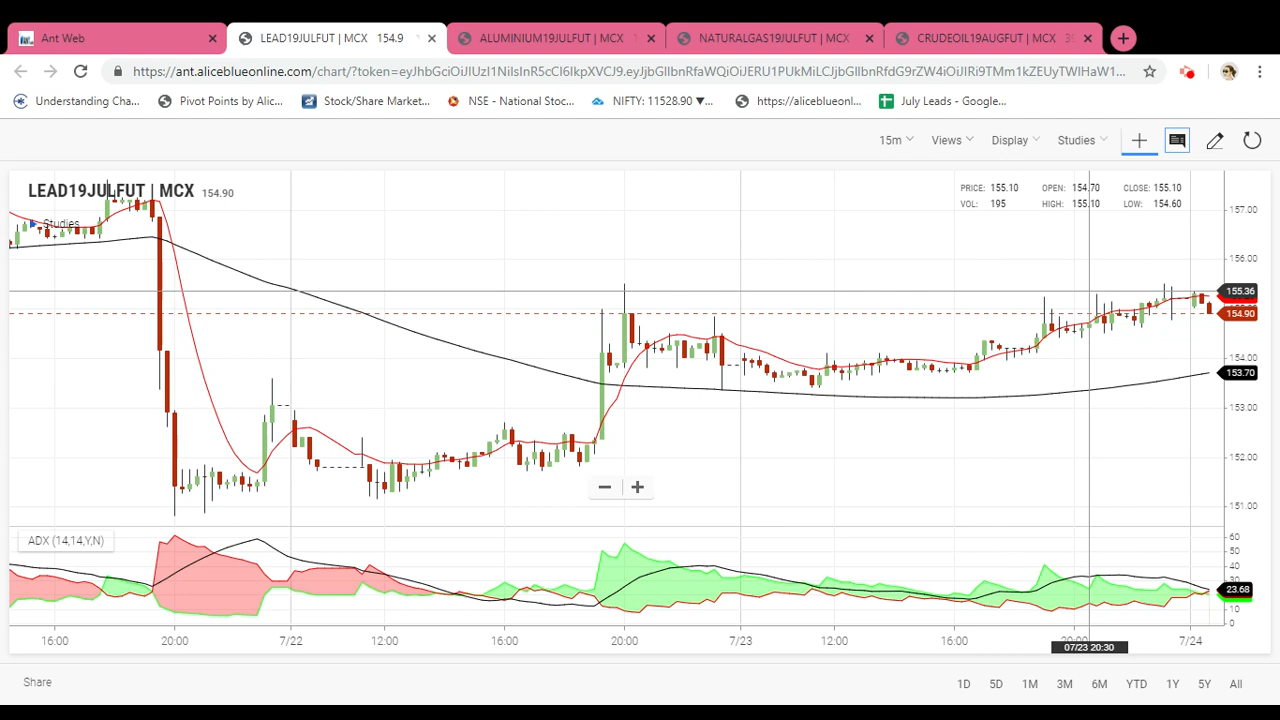 Ant Web
LEAD19JULFUT | MCX 154.9
ALUMINIUM19JULFUT | MCX
NATURALGAS19JULFUT | MCX
CRUDEOIL19AUGFUT | MCX
Understanding Cha...
Pivot Points by Alic...
Stock/Share Market...
NSE - National Stoc...
NIFTY: 11528.90 ▼...
https://aliceblueonl...
July Leads - Google...
15m
Views
Display
Studies
LEAD19JULFUT | MCX 154.90
Studies
PRICE: 155.10 OPEN: 154.70 CLOSE: 155.10
VOL: 195 HIGH: 155.10 LOW: 154.60
157.00
156.00
155.36
154.90
154.00
153.70
153.00
152.00
151.00
ADX (14,14,Y,N)
60
50
40
30
23.68
10
0
16:00 20:00 7/22 12:00 16:00 20:00 7/23 12:00 16:00 20:00 7/24
07/23 20:30
Share
1D 5D 1M 3M 6M YTD 1Y 5Y All